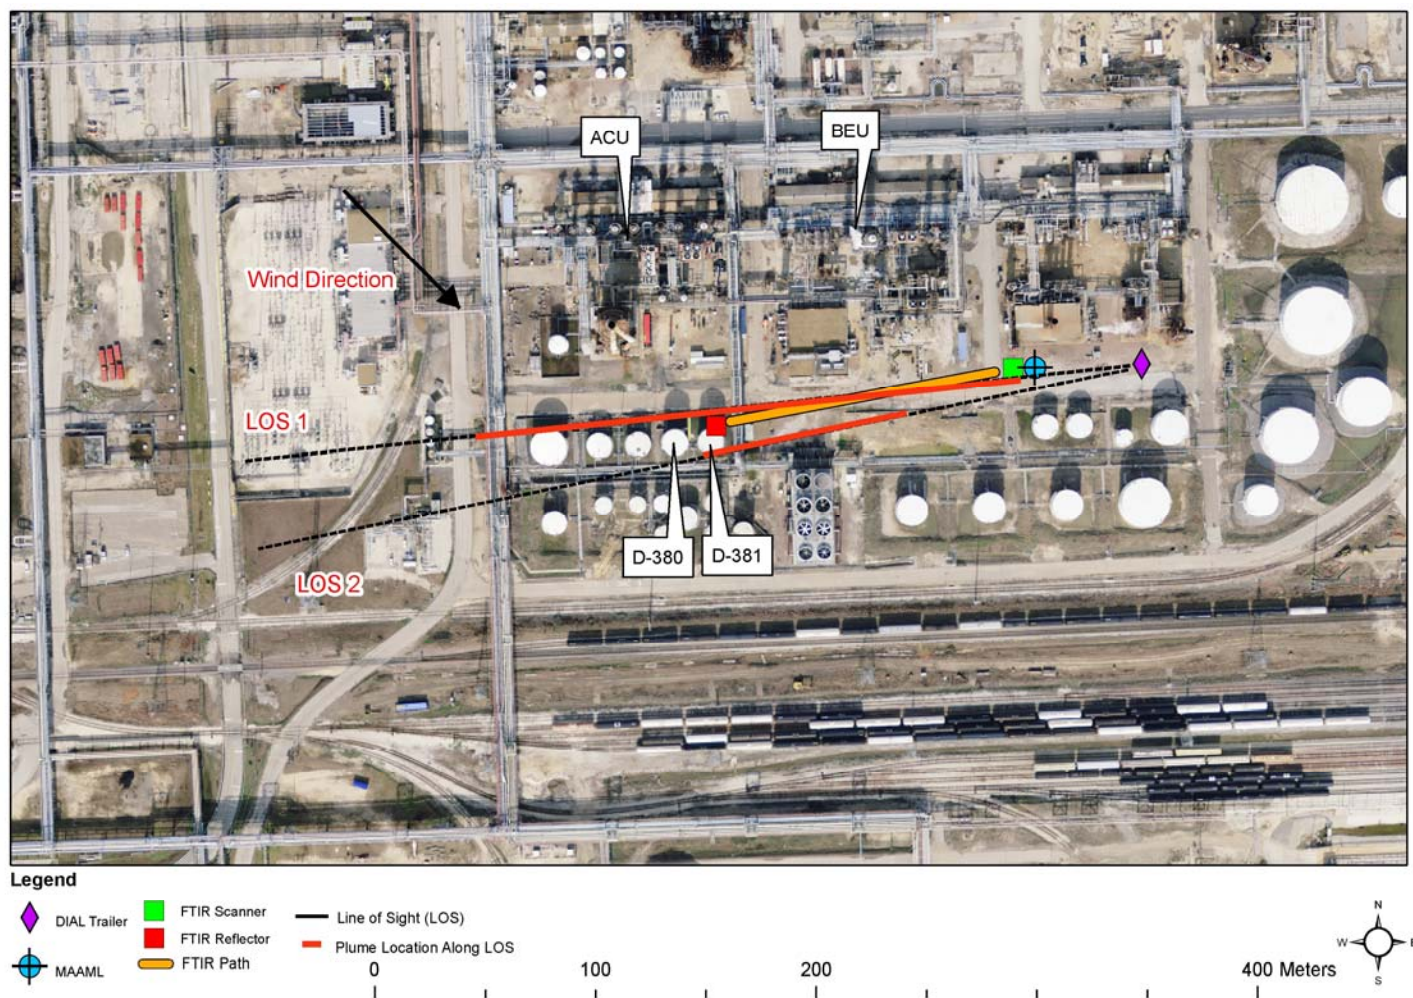 ACU
BEU
Wind Direction
LOS 1
LOS 2
D-380
D-381
Legend
DIAL Trailer
FTIR Scanner
Line of Sight (LOS)
FTIR Reflector
Plume Location Along LOS
MAAML
FTIR Path
N
W
S
0
100
200
400 Meters